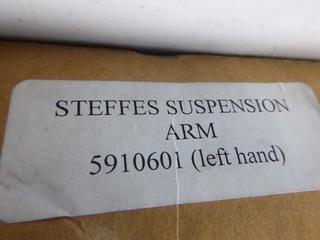 STEFFES SUSPENSION
ARM
5910601 (left hand)